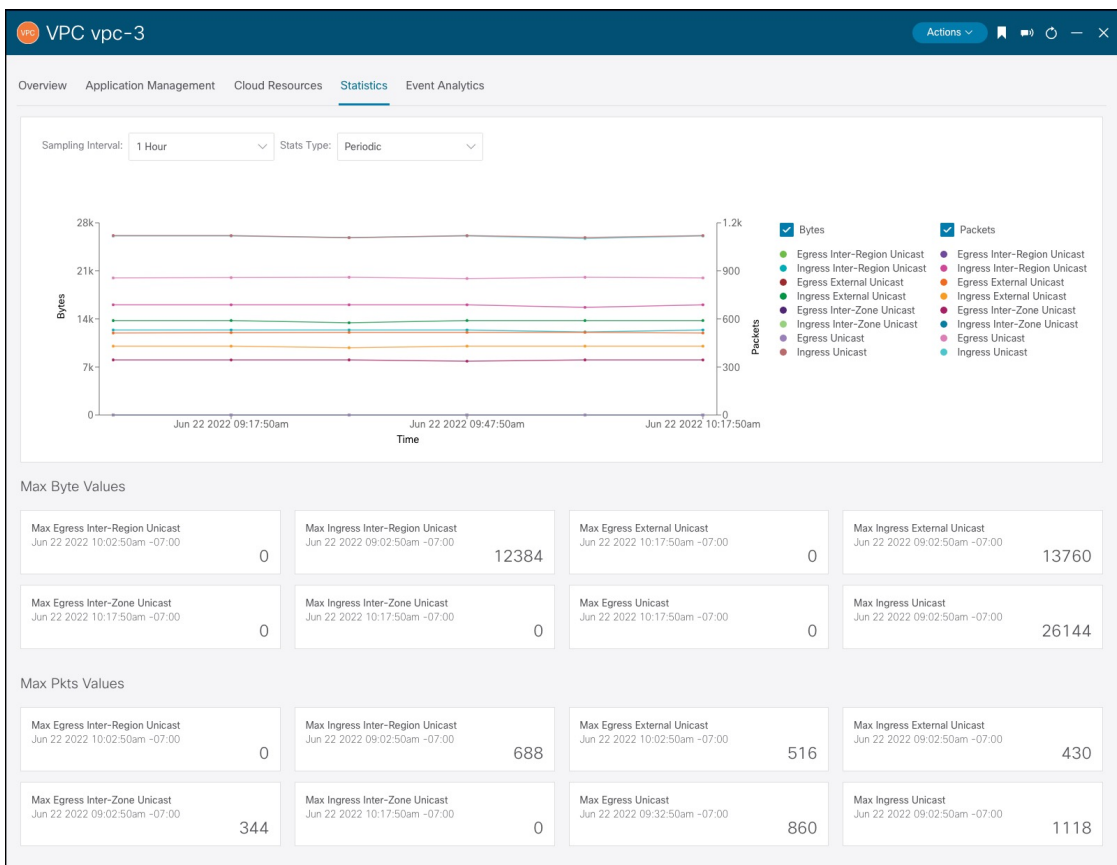 VPC VPC vpc-3 Actions
Overview Application Management Cloud Resources Statistics Event Analytics
Sampling Interval: 1 Hour Stats Type: Periodic
28k 1.2k
Bytes Packets
Egress Inter-Region Unicast Egress Inter-Region Unicast
21k 900 Ingress Inter-Region Unicast Ingress Inter-Region Unicast
Egress External Unicast Egress External Unicast
Bytes Ingress External Unicast Ingress External Unicast
14k 600 Egress Inter-Zone Unicast Egress Inter-Zone Unicast
Packets Ingress Inter-Zone Unicast Ingress Inter-Zone Unicast
Egress Unicast Egress Unicast
Ingress Unicast Ingress Unicast
7k 300
0 0
Jun 22 2022 09:17:50am Jun 22 2022 09:47:50am Jun 22 2022 10:17:50am
Time
Max Byte Values
Max Egress Inter-Region Unicast Max Ingress Inter-Region Unicast Max Egress External Unicast Max Ingress External Unicast
Jun 22 2022 10:02:50am -07:00 Jun 22 2022 09:02:50am -07:00 Jun 22 2022 10:17:50am -07:00 Jun 22 2022 09:02:50am -07:00
0 12384 0 13760
Max Egress Inter-Zone Unicast Max Ingress Inter-Zone Unicast Max Egress Unicast Max Ingress Unicast
Jun 22 2022 10:17:50am -07:00 Jun 22 2022 10:17:50am -07:00 Jun 22 2022 10:17:50am -07:00 Jun 22 2022 09:02:50am -07:00
0 0 0 26144
Max Pkts Values
Max Egress Inter-Region Unicast Max Ingress Inter-Region Unicast Max Egress External Unicast Max Ingress External Unicast
Jun 22 2022 10:02:50am -07:00 Jun 22 2022 09:02:50am -07:00 Jun 22 2022 10:02:50am -07:00 Jun 22 2022 09:02:50am -07:00
0 688 516 430
Max Egress Inter-Zone Unicast Max Ingress Inter-Zone Unicast Max Egress Unicast Max Ingress Unicast
Jun 22 2022 09:02:50am -07:00 Jun 22 2022 10:17:50am -07:00 Jun 22 2022 09:32:50am -07:00 Jun 22 2022 09:02:50am -07:00
344 0 860 1118